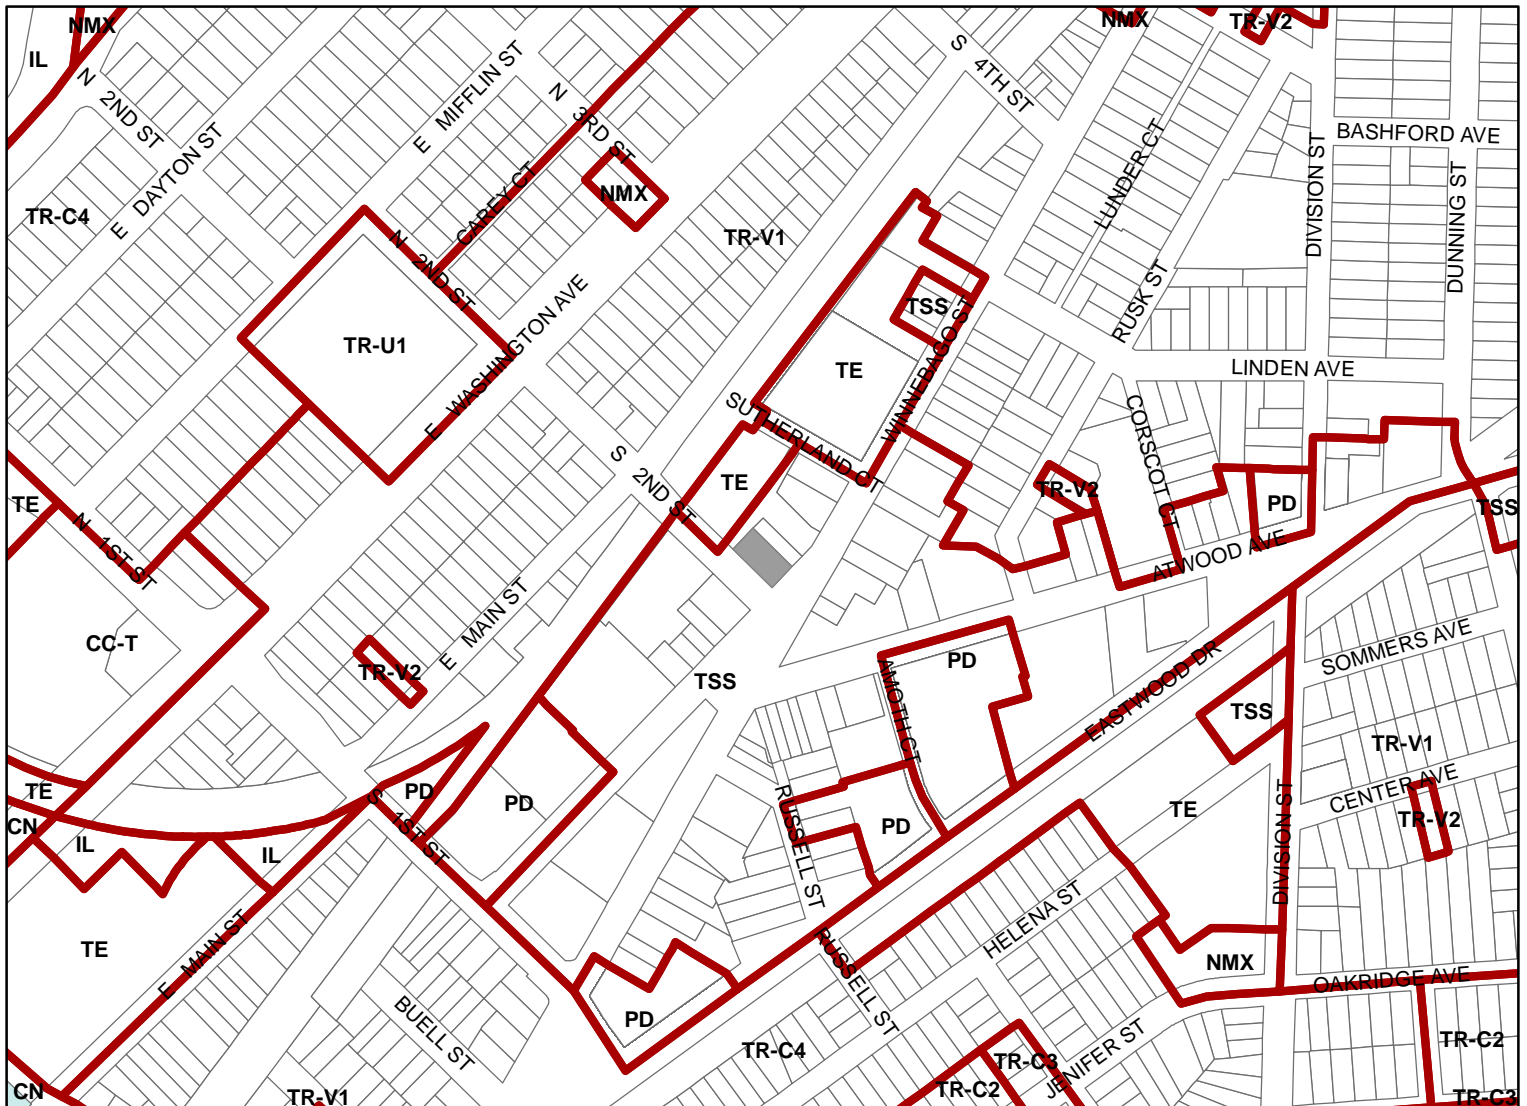 NMX
NMX
TR-V2
IL
N 2ND ST
E MIFFLIN ST
S 4TH ST
N 3RD ST
BASHFORD AVE
E DAYTON ST
LUNDER CT
DIVISION ST
DUNNING ST
TR-C4
CAREY CT
NMX
TR-V1
N 2ND ST
RUSK ST
TSS
E WASHINGTON AVE
TR-U1
WINNEBAGO ST
TE
LINDEN AVE
SUTHERLAND CT
CORSCOT CT
S 2ND ST
TE
TR-V2
PD
TSS
TE
N 1ST ST
ATWOOD AVE
E MAIN ST
CC-T
TR-V2
TSS
PD
SOMMERS AVE
AMOTH CT
EASTWOOD DR
TSS
TR-V1
CENTER AVE
TE
PD
PD
TE
TR-V2
CN
IL
IL
S 1ST ST
RUSSELL ST
PD
DIVISION ST
TE
E MAIN ST
HELENA ST
RUSSELL ST
NMX
OAKRIDGE AVE
BUELL ST
PD
TR-C4
TR-C3
JENIFER ST
TR-C2
TR-C2
CN
TR-V1
TR-C3